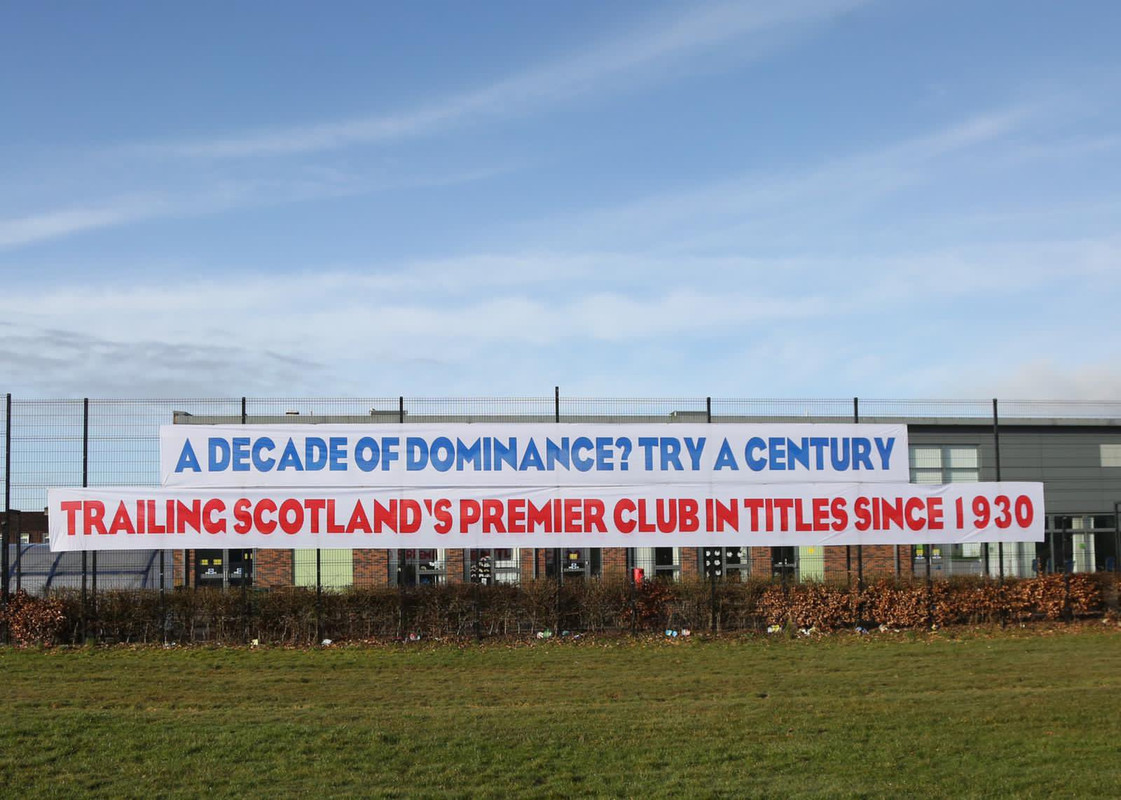 A DECADE OF DOMINANCE? TRY A CENTURY
TRAILING SCOTLAND'S PREMIER CLUB IN TITLES SINCE 1930